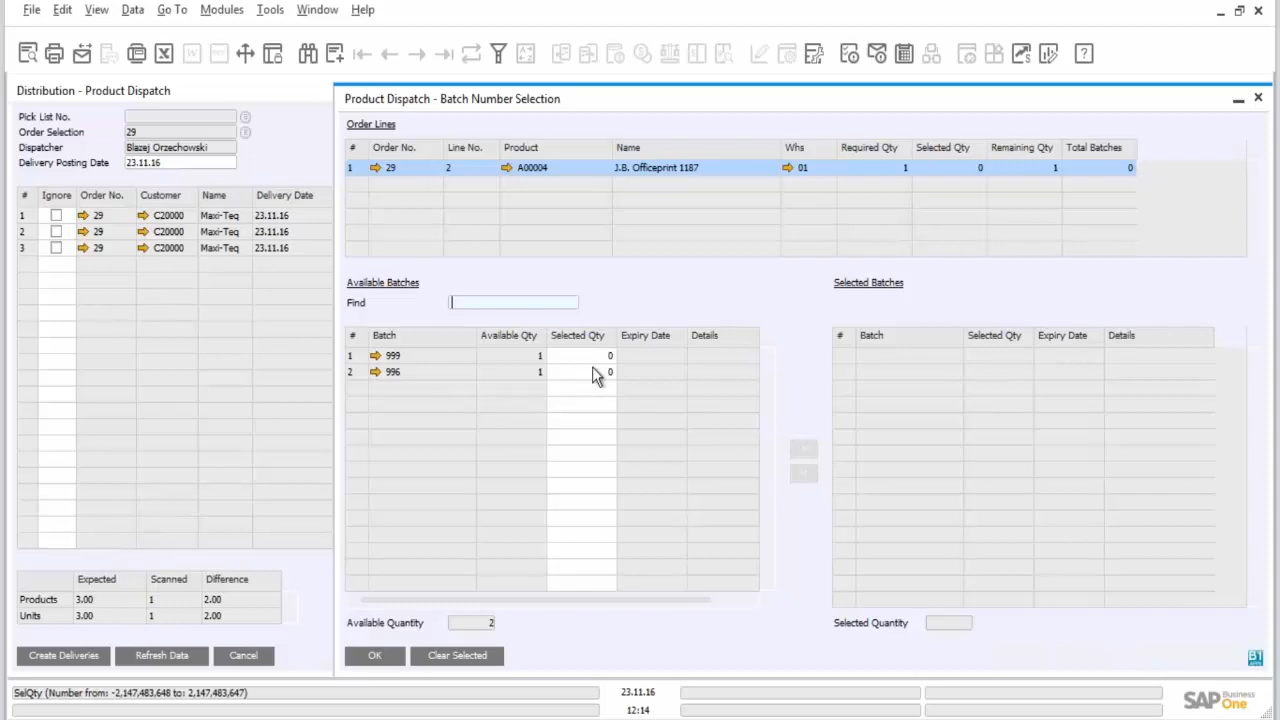 File Edit View Data Go To Modules Tools Window Help
Distribution - Product Dispatch
Pick List No.
Order Selection 29
Dispatcher Blazej Orzechowski
Delivery Posting Date 23.11.16
# Ignore Order No. Customer Name Delivery Date
1 29 C20000 Maxi-Teq 23.11.16
2 29 C20000 Maxi-Teq 23.11.16
3 29 C20000 Maxi-Teq 23.11.16
Expected Scanned Difference
Products 3.00 1 2.00
Units 3.00 1 2.00
Create Deliveries Refresh Data Cancel
Product Dispatch - Batch Number Selection
Order Lines
# Order No. Line No. Product Name Whs Required Qty Selected Qty Remaining Qty Total Batches
1 29 2 A00004 J.B. Officeprint 1187 01 1 0 1 0
Available Batches
Find
# Batch Available Qty Selected Qty Expiry Date Details
1 999 1 0
2 996 1 0
Available Quantity 2
OK Clear Selected
Selected Batches
# Batch Selected Qty Expiry Date Details
Selected Quantity
B1
APPS
SelQty (Number from: -2,147,483,648 to: 2,147,483,647)
23.11.16
12:14
SAP Business One